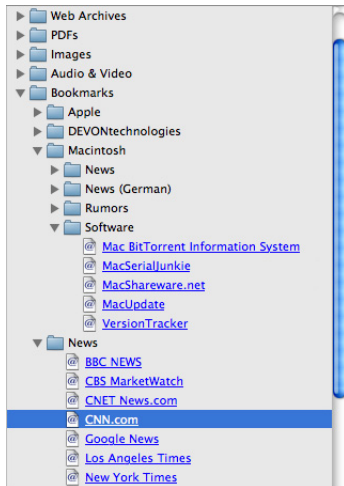 Web Archives
PDFs
Images
Audio & Video
Bookmarks
Apple
DEVONtechnologies
Macintosh
News
News (German)
Rumors
Software
Mac BitTorrent Information System
MacSerialJunkie
MacShareware.net
MacUpdate
VersionTracker
News
BBC NEWS
CBS MarketWatch
CNET News.com
CNN.com
Google News
Los Angeles Times
New York Times